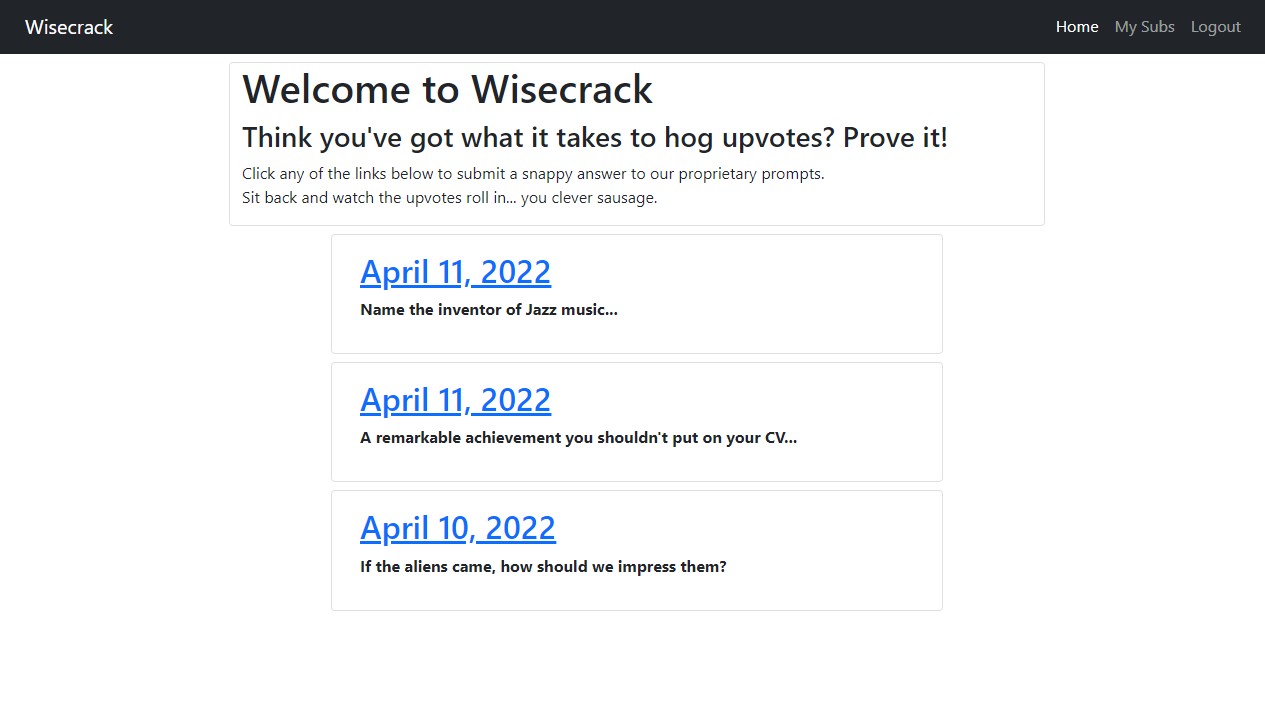 Wisecrack
Home My Subs Logout
Welcome to Wisecrack
Think you've got what it takes to hog upvotes? Prove it!
Click any of the links below to submit a snappy answer to our proprietary prompts.
Sit back and watch the upvotes roll in... you clever sausage.
April 11, 2022
Name the inventor of Jazz music...
April 11, 2022
A remarkable achievement you shouldn't put on your CV...
April 10, 2022
If the aliens came, how should we impress them?